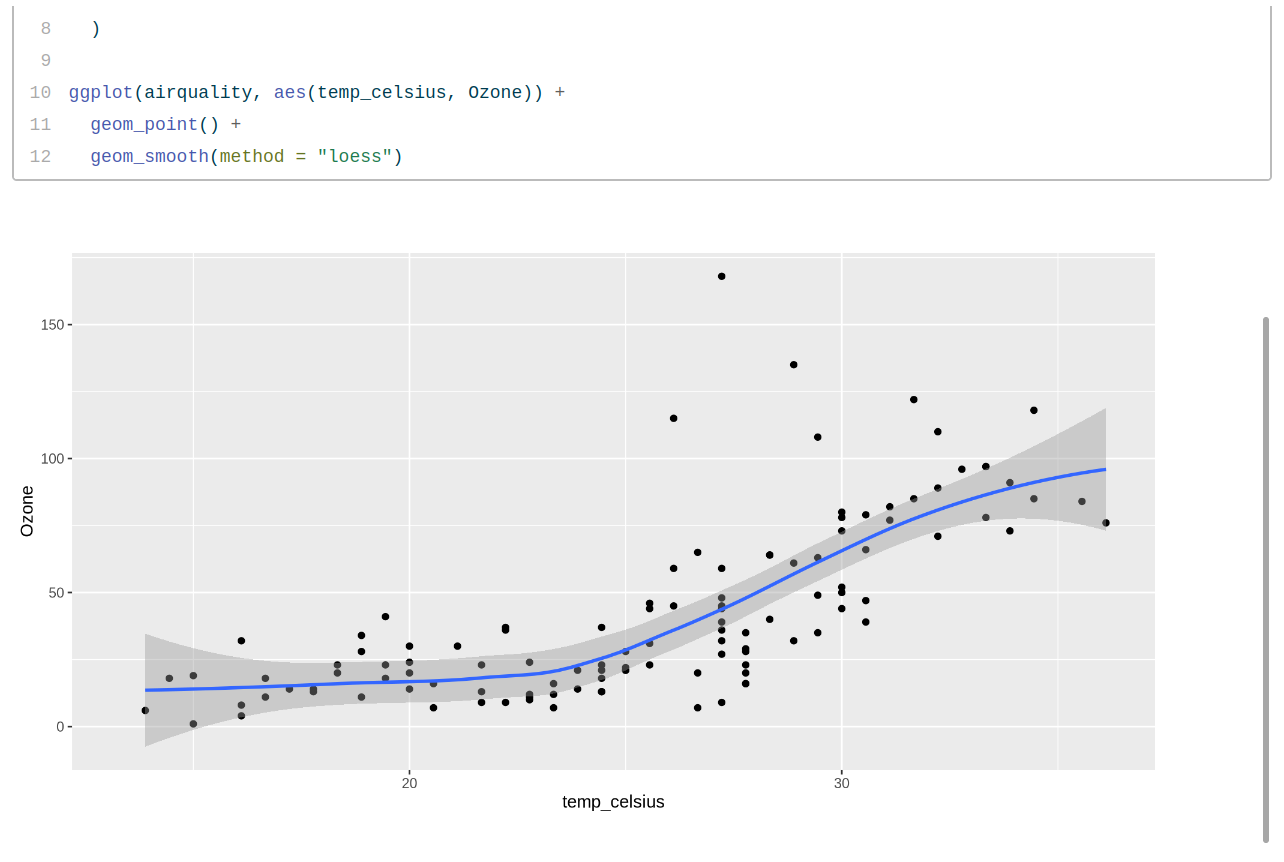 8   )
9
10 ggplot(airquality, aes(temp_celsius, Ozone)) +
11   geom_point() +
12   geom_smooth(method = "loess")
150
100
50
0
Ozone
20 30
temp_celsius